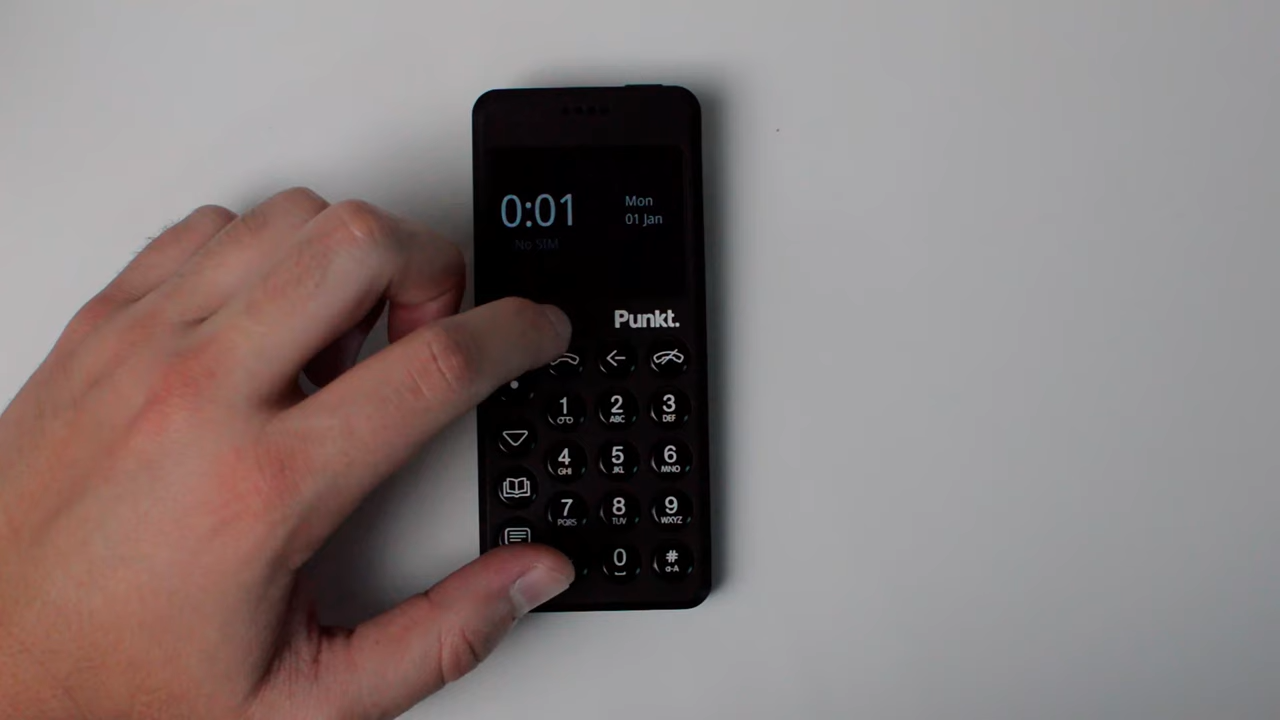 0:01
Mon
01 Jan
No SIM
Punkt.
1
2 ABC
3 DEF
4 GHI
5 JKL
6 MNO
7 PQRS
8 TUV
9 WXYZ
0
#
a-A